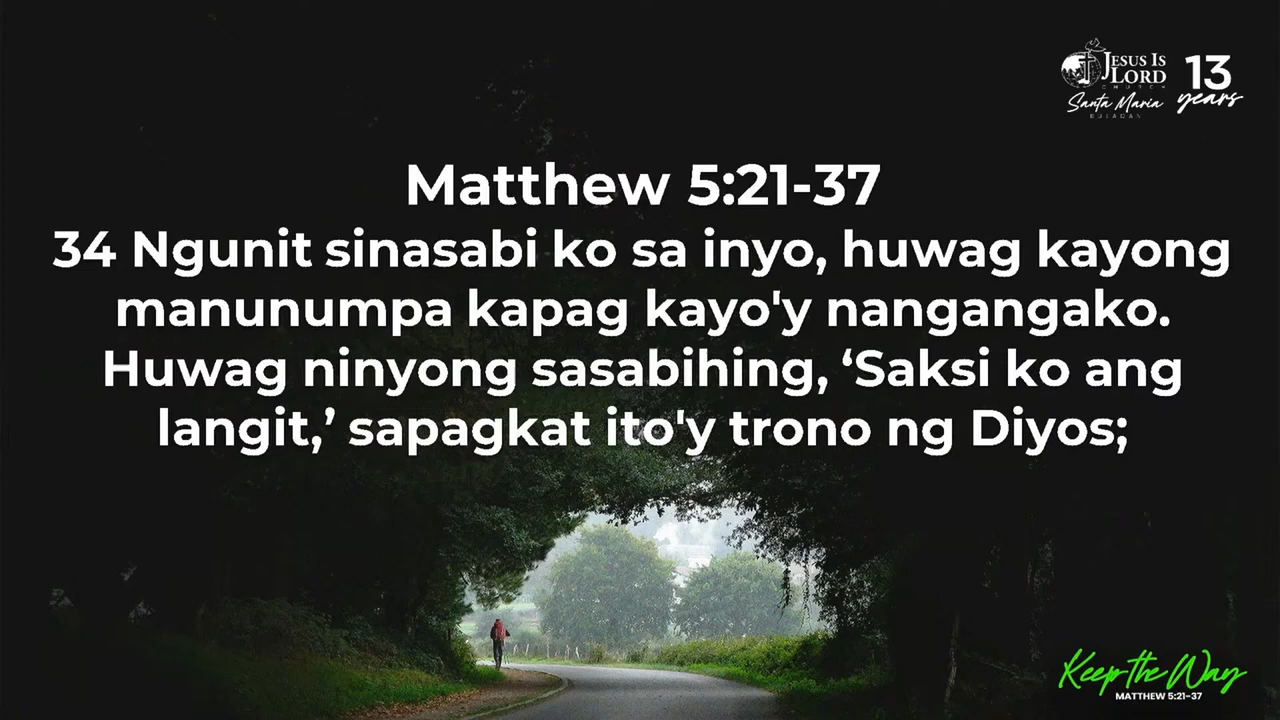 JESUS IS
LORD
CHURCH
Santa Maria
BULACAN
13
years
Matthew 5:21-37
34 Ngunit sinasabi ko sa inyo, huwag kayong
manunumpa kapag kayo'y nangangako.
Huwag ninyong sasabihing, ‘Saksi ko ang
langit,’ sapagkat ito'y trono ng Diyos;
Keep the Way
MATTHEW 5:21-37